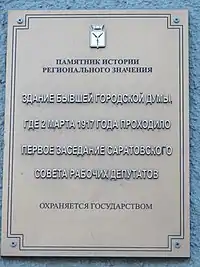 ПАМЯТНИК ИСТОРИИ
РЕГИОНАЛЬНОГО ЗНАЧЕНИЯ
ЗДАНИЕ БЫВШЕЙ ГОРОДСКОЙ ДУМЫ,
ГДЕ 2 МАРТА 1917 ГОДА ПРОХОДИЛО
ПЕРВОЕ ЗАСЕДАНИЕ САРАТОВСКОГО
СОВЕТА РАБОЧИХ ДЕПУТАТОВ
ОХРАНЯЕТСЯ ГОСУДАРСТВОМ